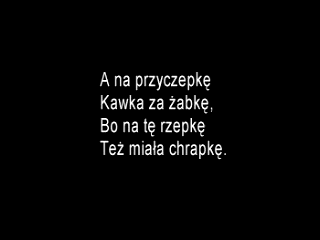 A na przyczepkę
Kawka za żabkę,
Bo na tę rzepkę
Też miała chrapkę.